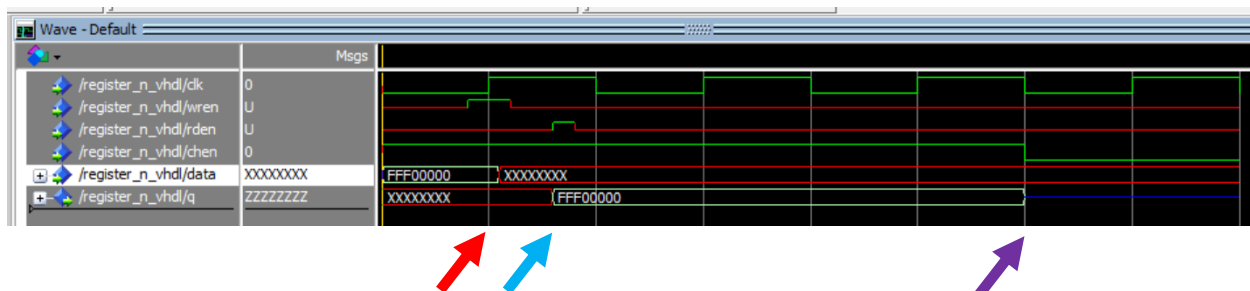 Wave - Default
Msgs
/register_n_vhdl/clk 0
/register_n_vhdl/wren U
/register_n_vhdl/rden U
/register_n_vhdl/chen 0
/register_n_vhdl/data XXXXXXXX FFF00000 XXXXXXXX
/register_n_vhdl/q ZZZZZZZZ XXXXXXXX FFF00000